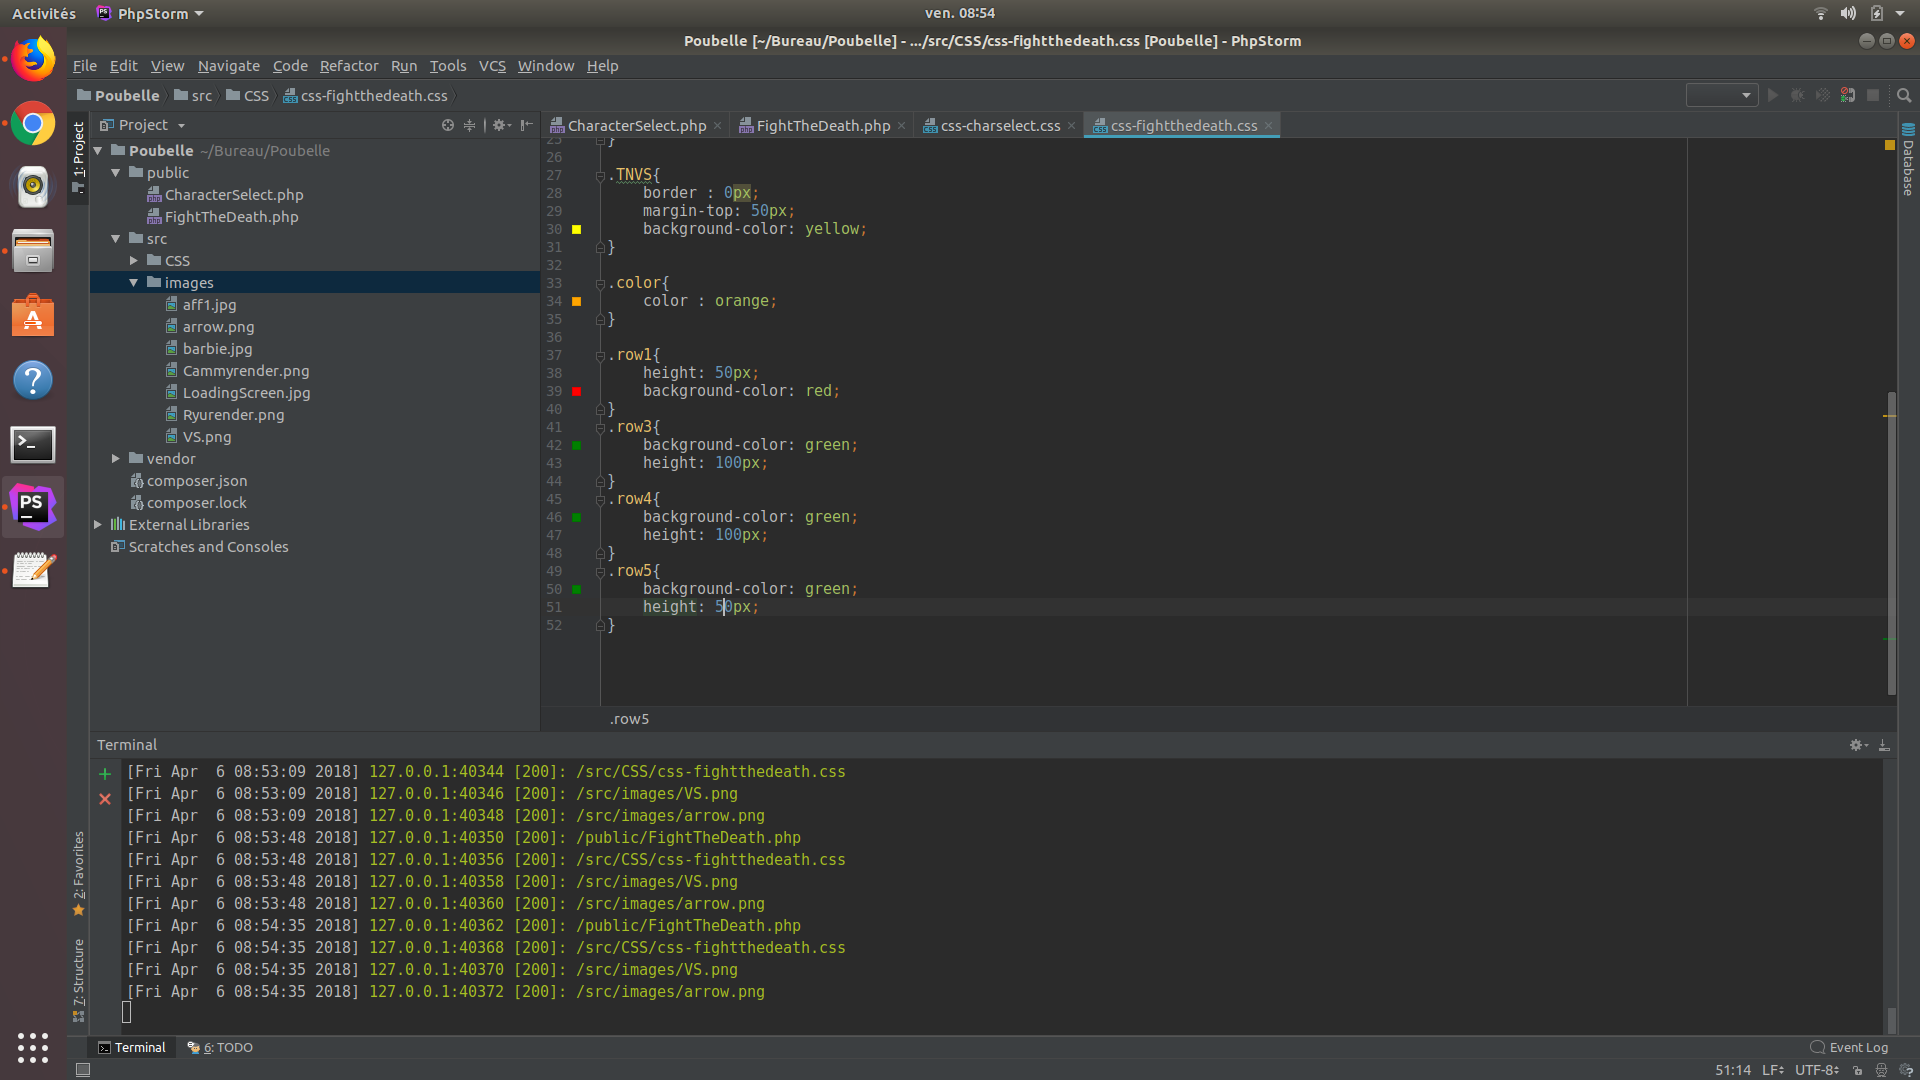 Activités PhpStorm ven. 08:54
Poubelle [~/Bureau/Poubelle] - .../src/CSS/css-fightthedeath.css [Poubelle] - PhpStorm
File Edit View Navigate Code Refactor Run Tools VCS Window Help
Poubelle src CSS css-fightthedeath.css
1: Project
Project
CharacterSelect.php FightTheDeath.php css-charselect.css css-fightthedeath.css
Database
Poubelle ~/Bureau/Poubelle
public
CharacterSelect.php
FightTheDeath.php
src
CSS
images
aff1.jpg
arrow.png
barbie.jpg
Cammyrender.png
LoadingScreen.jpg
Ryurender.png
VS.png
vendor
composer.json
composer.lock
External Libraries
Scratches and Consoles
25 }
26
27 .TNVS{
28 border : 0px;
29 margin-top: 50px;
30 background-color: yellow;
31 }
32
33 .color{
34 color : orange;
35 }
36
37 .row1{
38 height: 50px;
39 background-color: red;
40 }
41 .row3{
42 background-color: green;
43 height: 100px;
44 }
45 .row4{
46 background-color: green;
47 height: 100px;
48 }
49 .row5{
50 background-color: green;
51 height: 50px;
52 }
.row5
Terminal
[Fri Apr  6 08:53:09 2018] 127.0.0.1:40344 [200]: /src/CSS/css-fightthedeath.css
[Fri Apr  6 08:53:09 2018] 127.0.0.1:40346 [200]: /src/images/VS.png
[Fri Apr  6 08:53:09 2018] 127.0.0.1:40348 [200]: /src/images/arrow.png
[Fri Apr  6 08:53:48 2018] 127.0.0.1:40350 [200]: /public/FightTheDeath.php
[Fri Apr  6 08:53:48 2018] 127.0.0.1:40356 [200]: /src/CSS/css-fightthedeath.css
[Fri Apr  6 08:53:48 2018] 127.0.0.1:40358 [200]: /src/images/VS.png
[Fri Apr  6 08:53:48 2018] 127.0.0.1:40360 [200]: /src/images/arrow.png
[Fri Apr  6 08:54:35 2018] 127.0.0.1:40362 [200]: /public/FightTheDeath.php
[Fri Apr  6 08:54:35 2018] 127.0.0.1:40368 [200]: /src/CSS/css-fightthedeath.css
[Fri Apr  6 08:54:35 2018] 127.0.0.1:40370 [200]: /src/images/VS.png
[Fri Apr  6 08:54:35 2018] 127.0.0.1:40372 [200]: /src/images/arrow.png
2: Favorites
7: Structure
Terminal 6: TODO Event Log
51:14 LF UTF-8